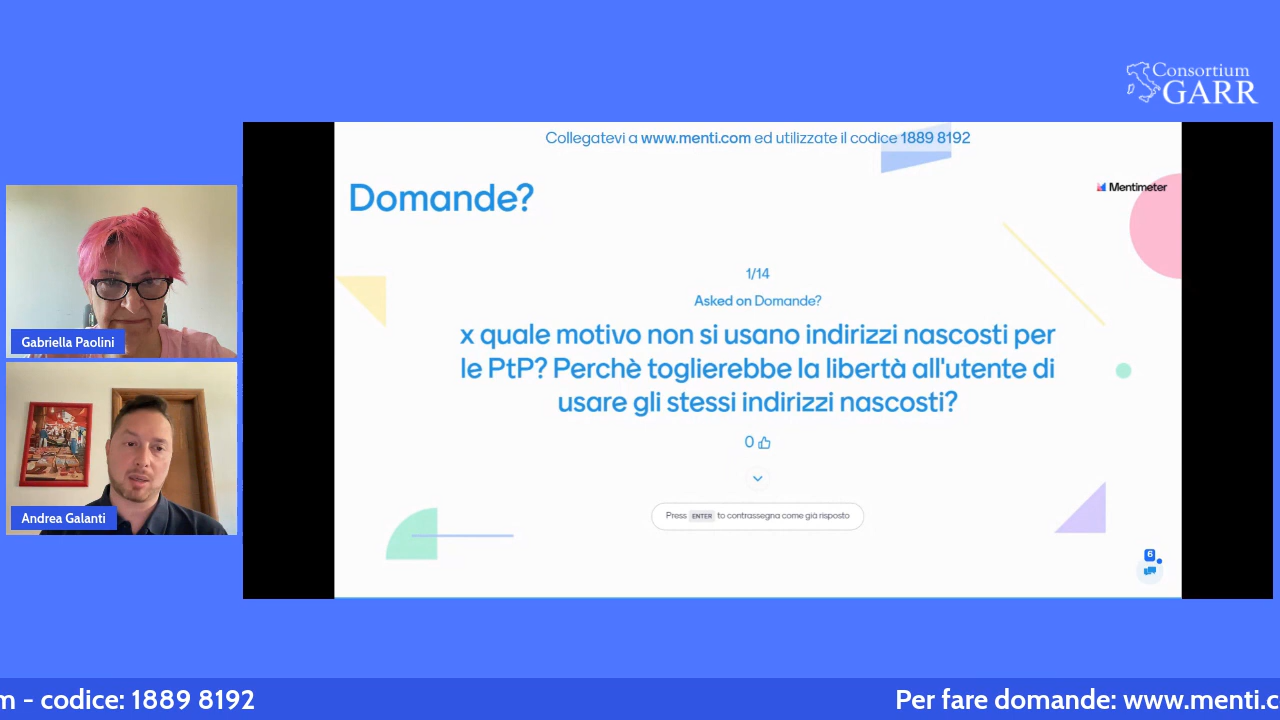 Consortium
GARR
Collegatevi a www.menti.com ed utilizzate il codice 1889 8192
Domande?
Mentimeter
1/14
Asked on Domande?
x quale motivo non si usano indirizzi nascosti per
le PtP? Perchè toglierebbe la libertà all'utente di
usare gli stessi indirizzi nascosti?
0
Press ENTER to contrassegna come già risposto
6
Gabriella Paolini
Andrea Galanti
m - codice: 1889 8192
Per fare domande: www.menti.c